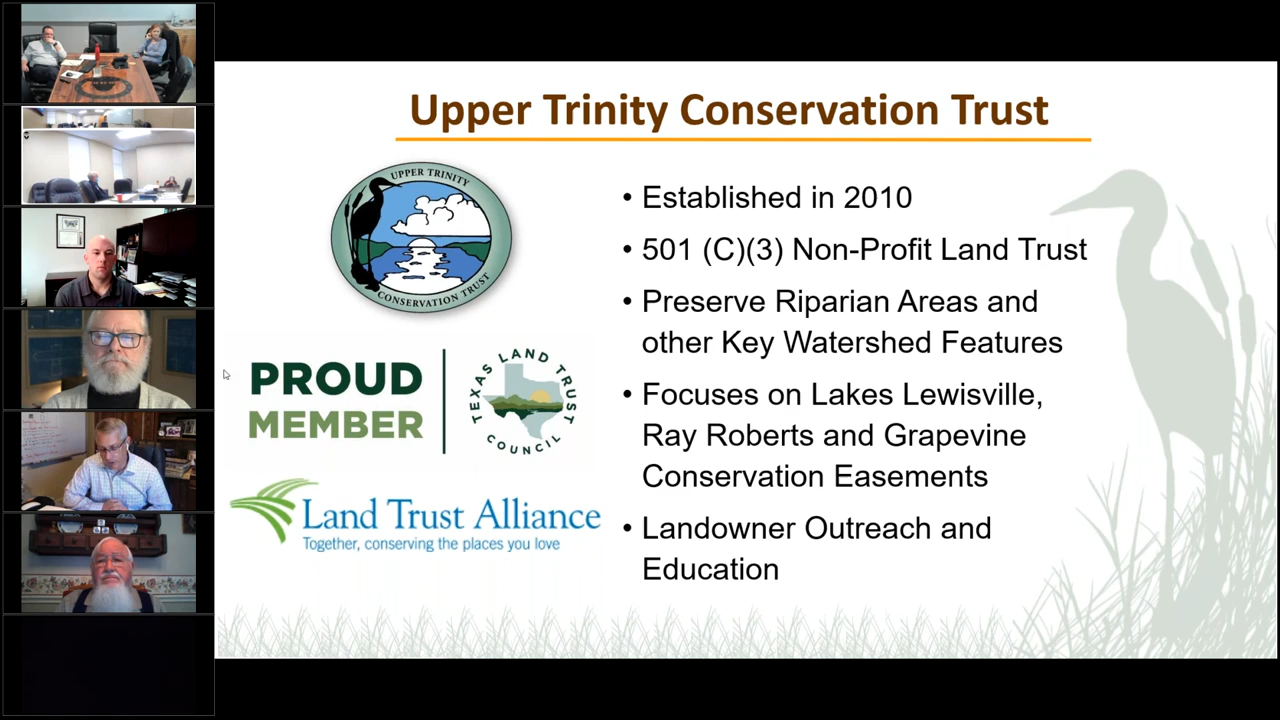 Upper Trinity Conservation Trust
UPPER TRINITY
CONSERVATION TRUST
• Established in 2010
• 501 (C)(3) Non-Profit Land Trust
• Preserve Riparian Areas and
other Key Watershed Features
• Focuses on Lakes Lewisville,
Ray Roberts and Grapevine
Conservation Easements
• Landowner Outreach and
Education
PROUD
MEMBER
TEXAS LAND TRUST
COUNCIL
Land Trust Alliance
Together, conserving the places you love